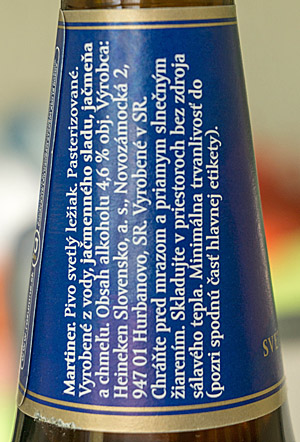 Martiner. Pivo svetlý ležiak. Pasterizované.
Vyrobené z vody, jačmenného sladu, jačmeňa
a chmeľu. Obsah alkoholu 4,6 % obj. Výrobca:
Heineken Slovensko, a. s., Novozámocká 2,
947 01 Hurbanovo, SR. Vyrobené v SR.
Chráňte pred mrazom a priamym slnečným
žiarením. Skladujte v priestoroch bez zdroja
sálavého tepla. Minimálna trvanlivosť do
(pozri spodnú časť hlavnej etikety).